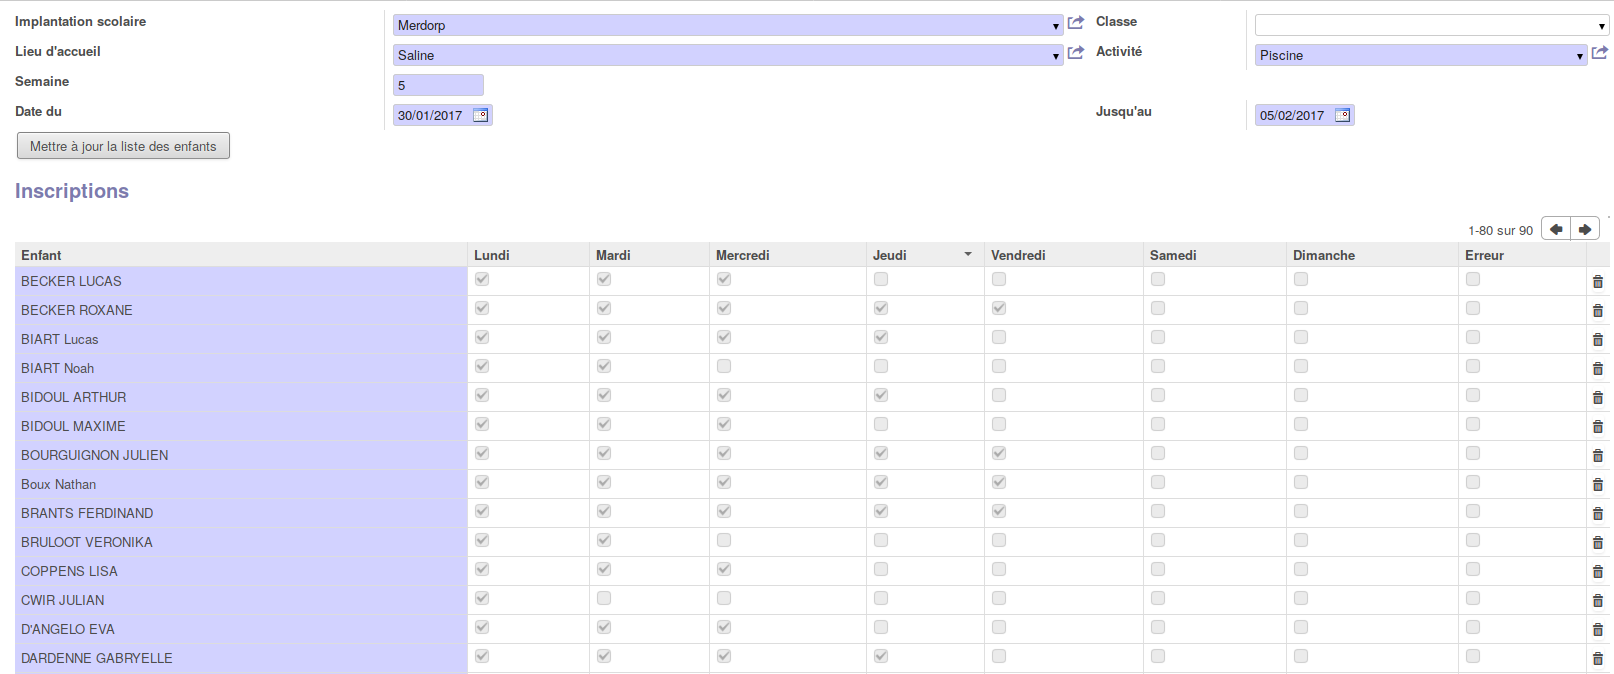 Implantation scolaire Merdorp Classe
Lieu d'accueil Saline Activité Piscine
Semaine 5
Date du 30/01/2017 Jusqu'au 05/02/2017
Mettre à jour la liste des enfants
Inscriptions
1-80 sur 90
Enfant Lundi Mardi Mercredi Jeudi Vendredi Samedi Dimanche Erreur
BECKER LUCAS
BECKER ROXANE
BIART Lucas
BIART Noah
BIDOUL ARTHUR
BIDOUL MAXIME
BOURGUIGNON JULIEN
Boux Nathan
BRANTS FERDINAND
BRULOOT VERONIKA
COPPENS LISA
CWIR JULIAN
D'ANGELO EVA
DARDENNE GABRYELLE